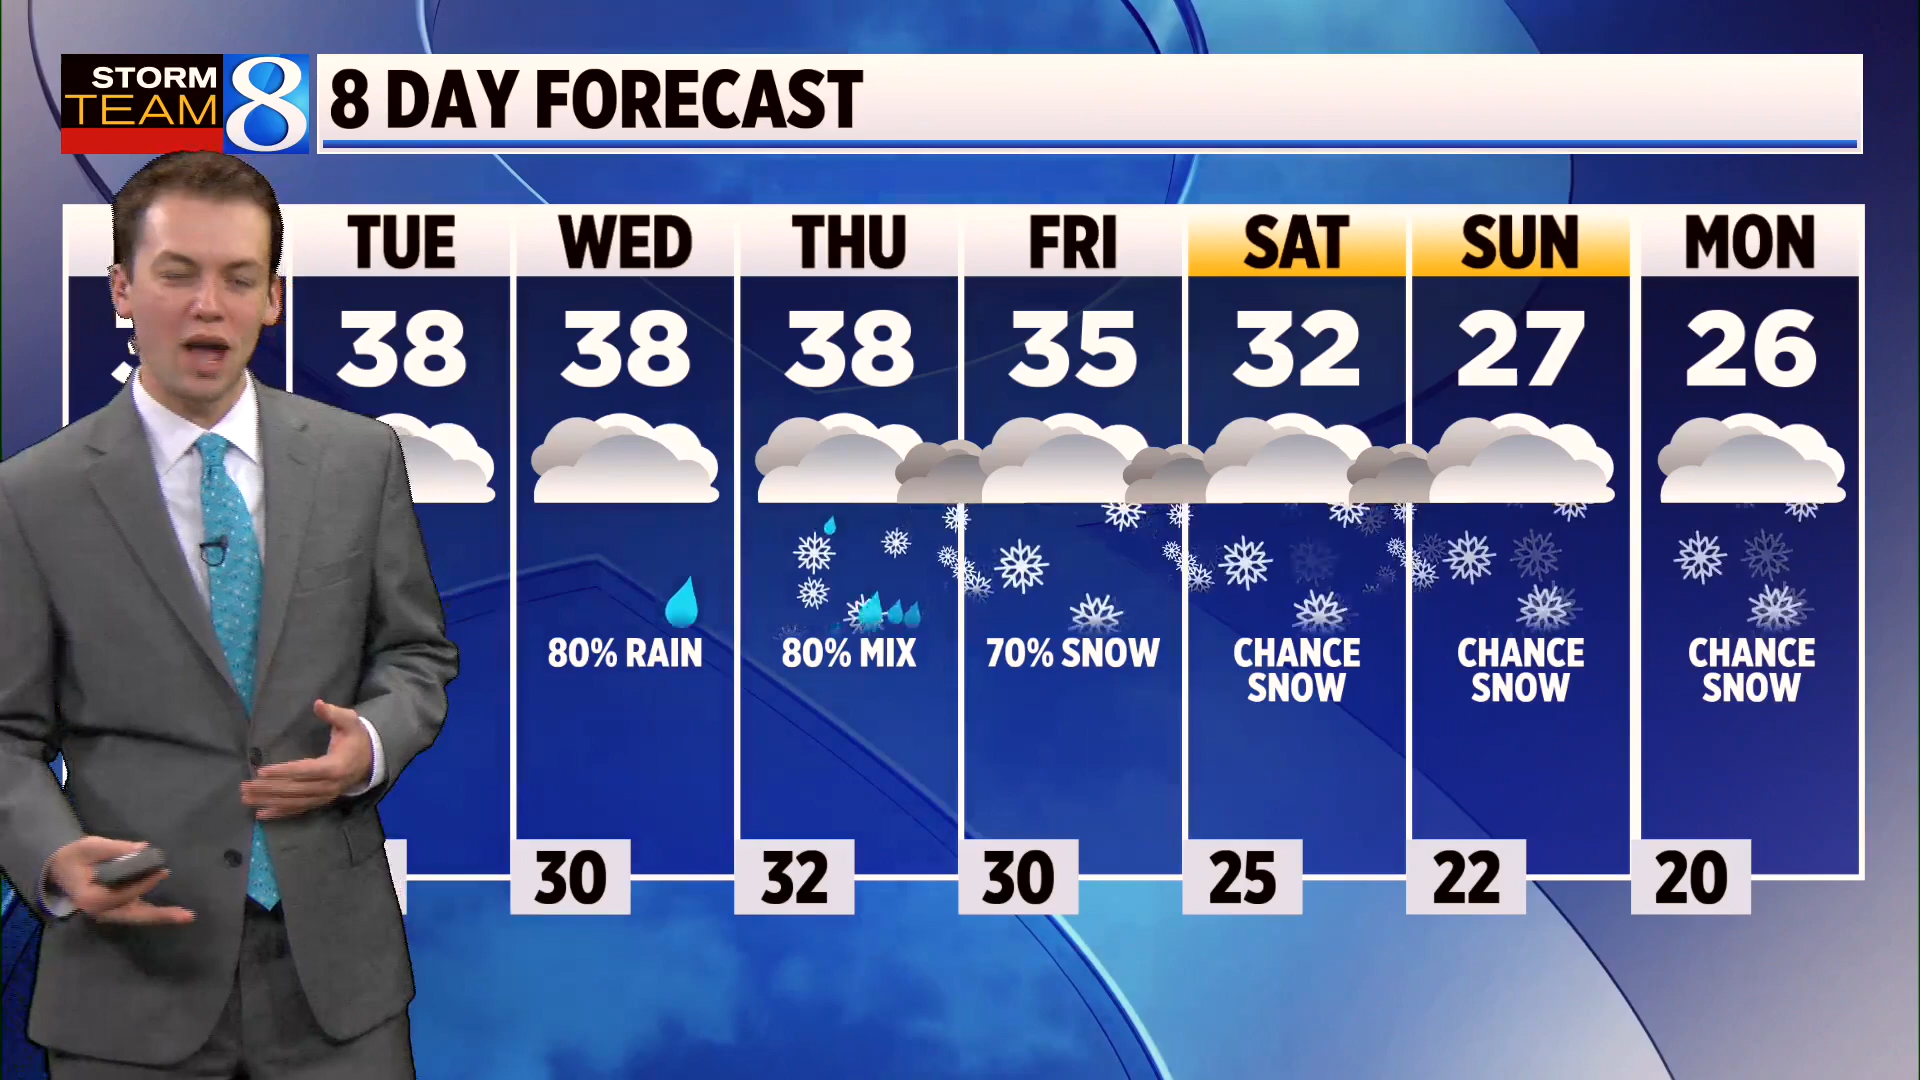 STORM
TEAM
8
8 DAY FORECAST
TUE WED THU FRI SAT SUN MON
38 38 38 35 32 27 26
80% RAIN 80% MIX 70% SNOW CHANCE SNOW CHANCE SNOW CHANCE SNOW
30 32 30 25 22 20